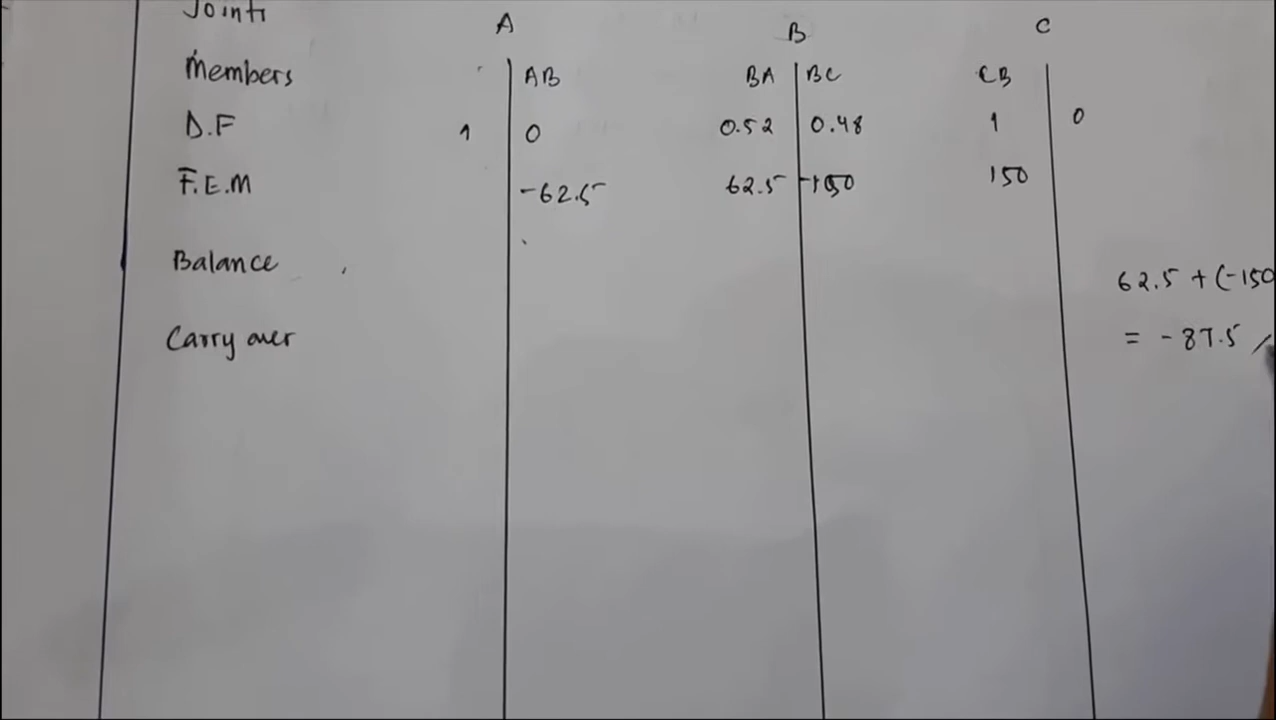 Joints A B C
Members AB BA BC CB
D.F 1 0 0.52 0.48 1 0
F.E.M -62.5 62.5 -150 150
Balance
62.5 + (-150
Carry over = - 87.5